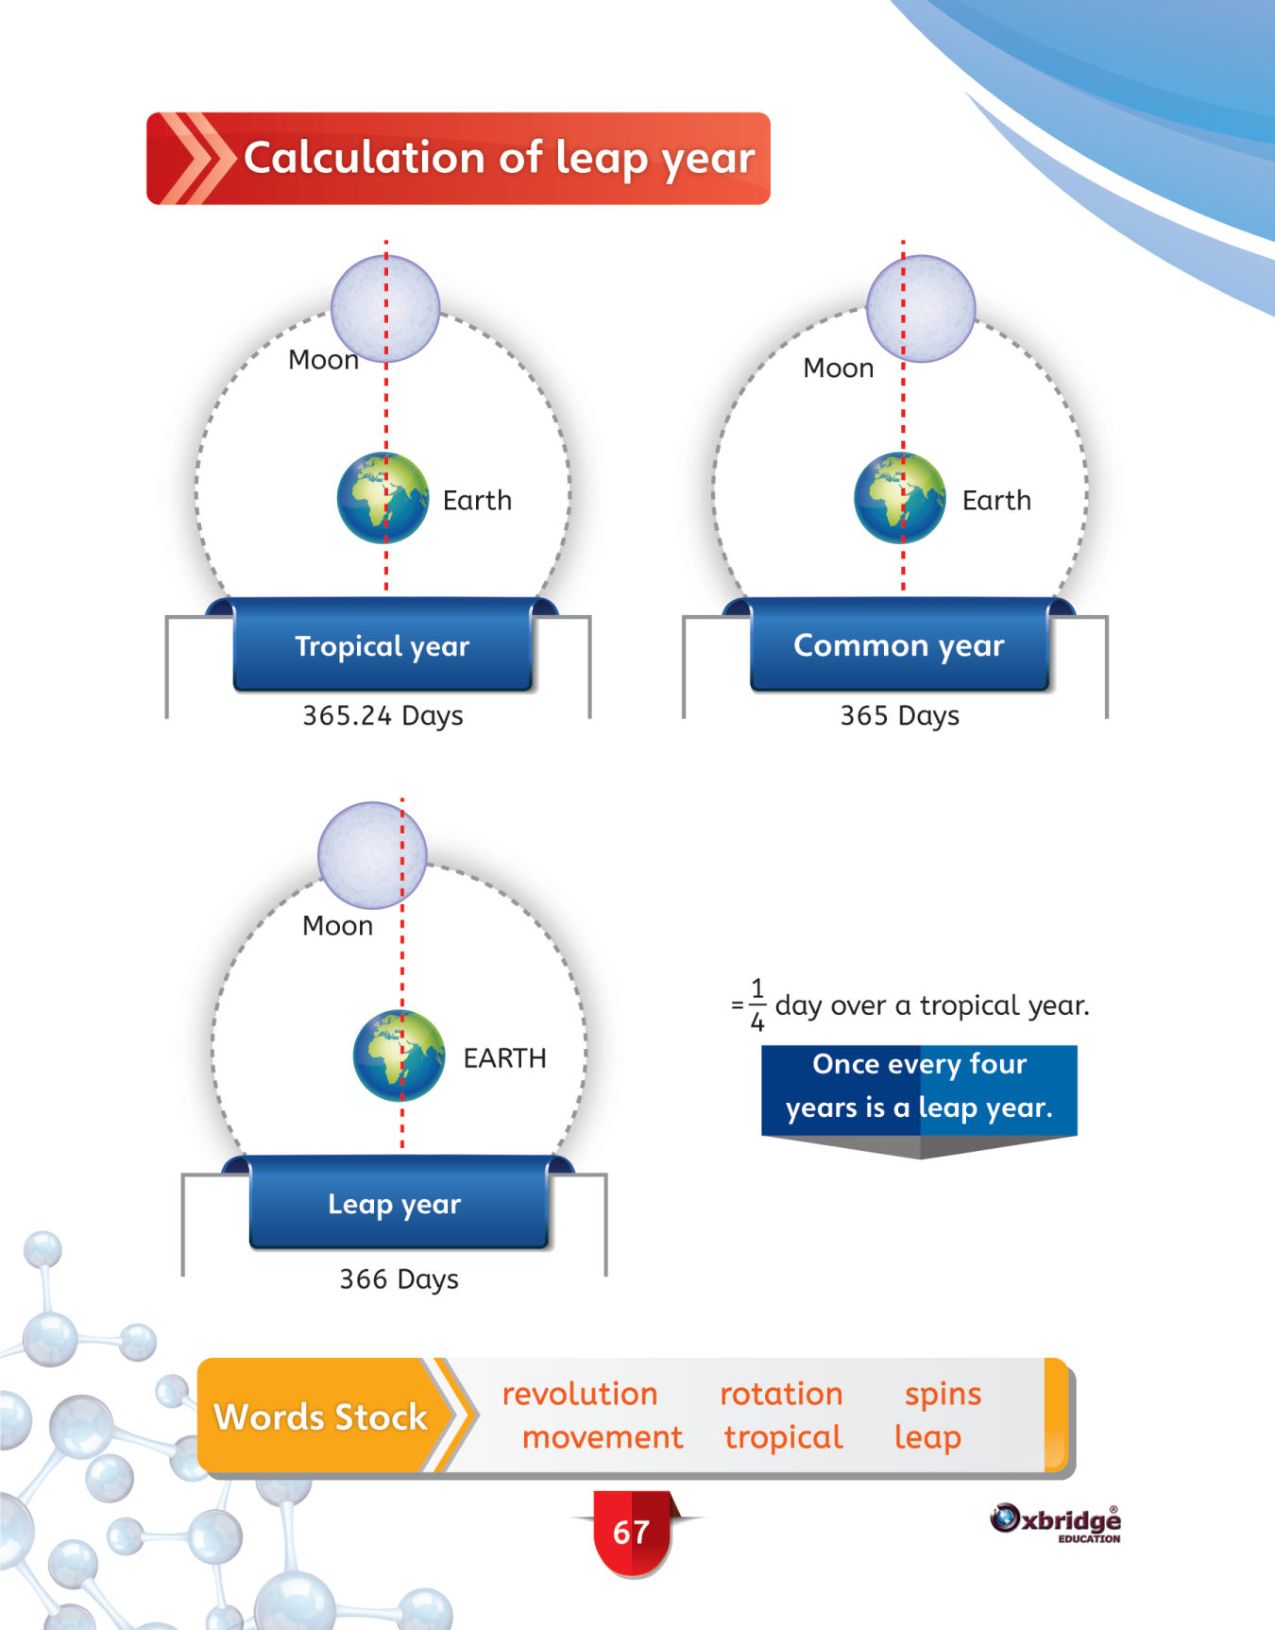 Calculation of leap year
Moon
Earth
Tropical year
365.24 Days
Moon
Earth
Common year
365 Days
Moon
EARTH
Leap year
366 Days
=1/4 day over a tropical year.
Once every four
years is a leap year.
Words Stock
revolution rotation spins
movement tropical leap
67
Oxbridge®
EDUCATION